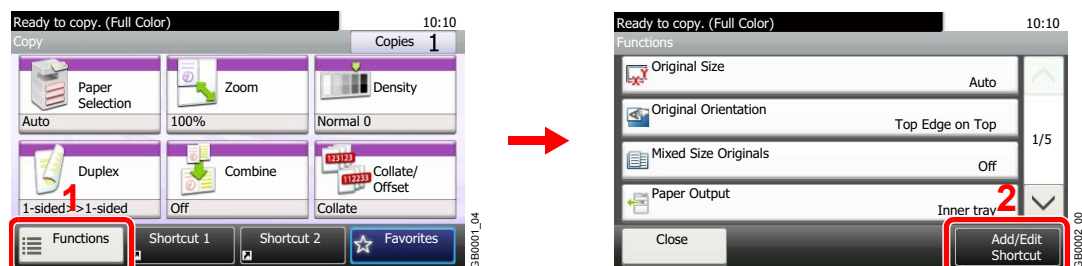 Ready to copy. (Full Color) 10:10
Copy Copies 1
Paper Selection
Auto
Zoom
100%
Density
Normal 0
Duplex
1-sided>>1-sided
Combine
Off
Collate/
Offset
Collate
1
Functions
Shortcut 1
Shortcut 2
Favorites
GB0001_04
Ready to copy. (Full Color) 10:10
Functions
Original Size
Auto
Original Orientation
Top Edge on Top
Mixed Size Originals
Off
Paper Output
Inner tray
1/5
2
Close
Add/Edit
Shortcut
GB0002_00